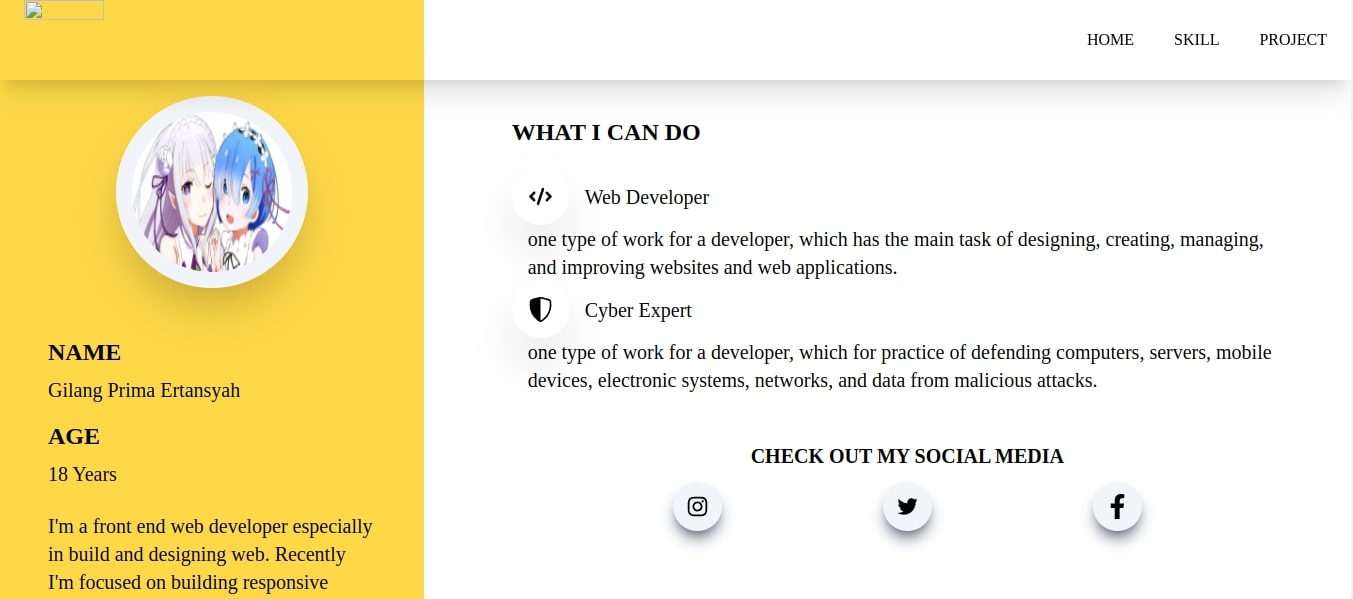 HOME SKILL PROJECT
NAME
Gilang Prima Ertansyah
AGE
18 Years
I'm a front end web developer especially
in build and designing web. Recently
I'm focused on building responsive
WHAT I CAN DO
Web Developer
one type of work for a developer, which has the main task of designing, creating, managing,
and improving websites and web applications.
Cyber Expert
one type of work for a developer, which for practice of defending computers, servers, mobile
devices, electronic systems, networks, and data from malicious attacks.
CHECK OUT MY SOCIAL MEDIA